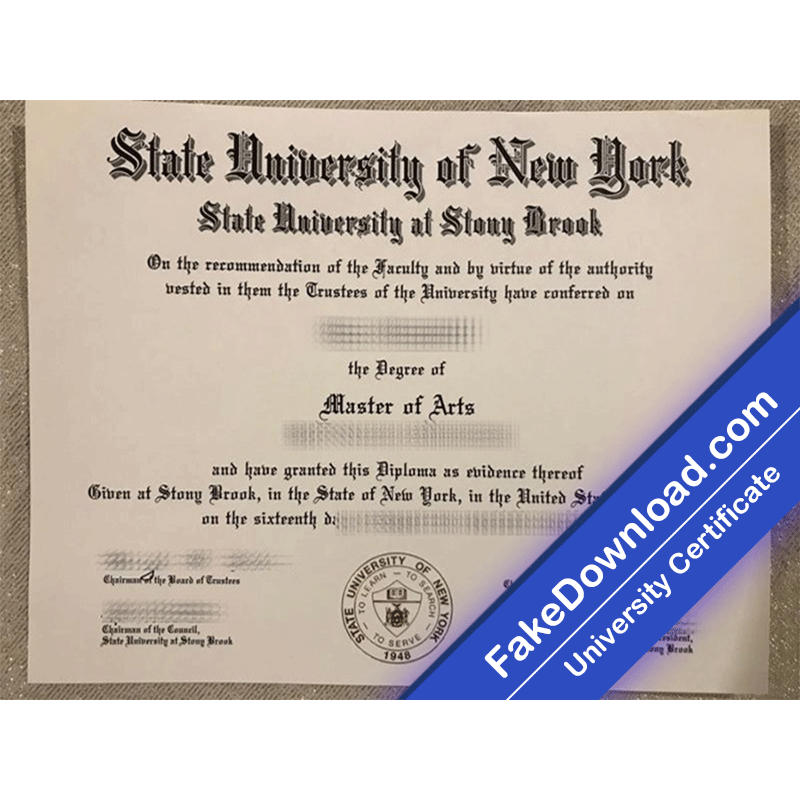 State University of New York
State University at Stony Brook
On the recommendation of the Faculty and by virtue of the authority
vested in them the Trustees of the University have conferred on
the Degree of
Master of Arts
and have granted this Diploma as evidence thereof
Given at Stony Brook, in the State of New York, in the United
on the sixteenth
Chairman of the Board of Trustees
Chairman of the Council,
State University at Stony Brook
STATE UNIVERSITY OF NEW YORK
TO LEARN — TO SEARCH
TO SERVE
1948
Brook
FakeDownload.com
University Certificate